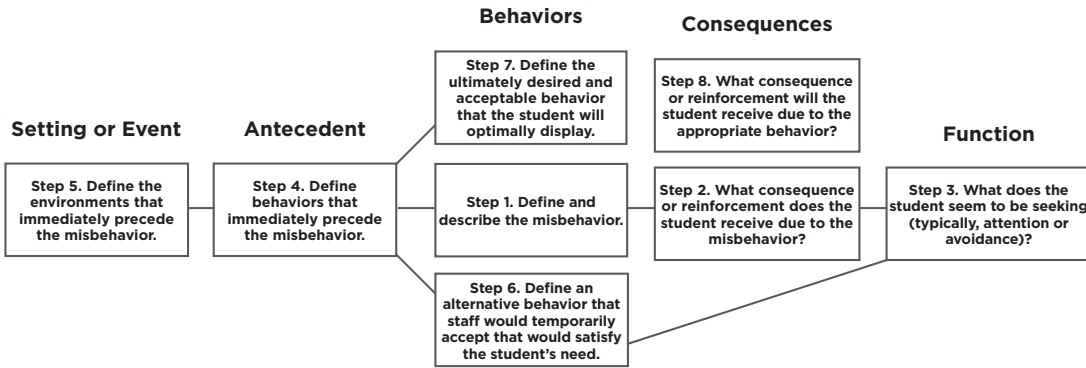 Behaviors
Consequences
Setting or Event
Antecedent
Function
Step 7. Define the
ultimately desired and
acceptable behavior
that the student will
optimally display.
Step 8. What consequence
or reinforcement will the
student receive due to the
appropriate behavior?
Step 5. Define the
environments that
immediately precede
the misbehavior.
Step 4. Define
behaviors that
immediately precede
the misbehavior.
Step 1. Define and
describe the misbehavior.
Step 2. What consequence
or reinforcement does the
student receive due to the
misbehavior?
Step 3. What does the
student seem to be seeking
(typically, attention or
avoidance)?
Step 6. Define an
alternative behavior that
staff would temporarily
accept that would satisfy
the student's need.